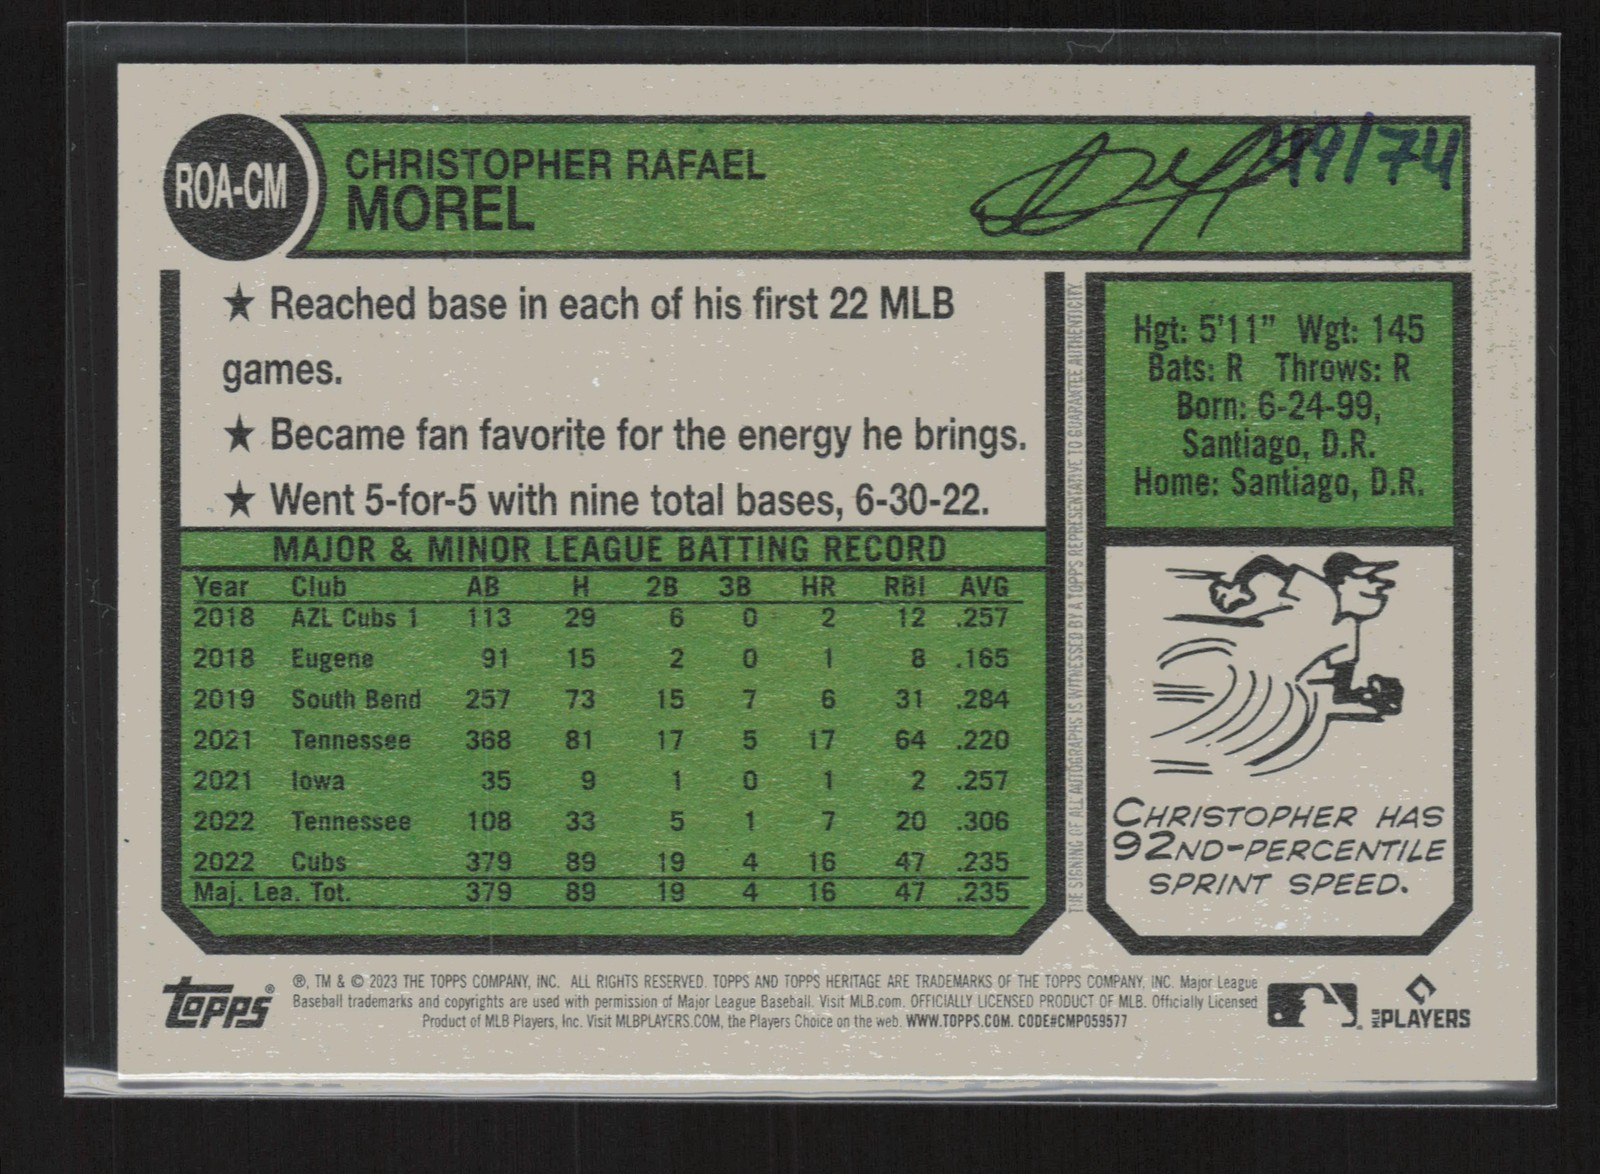 ROA-CM
CHRISTOPHER RAFAEL
MOREL
/74
★ Reached base in each of his first 22 MLB
games.
★ Became fan favorite for the energy he brings.
★ Went 5-for-5 with nine total bases, 6-30-22.
MAJOR & MINOR LEAGUE BATTING RECORD
Year Club AB H 2B 3B HR RBI AVG
2018 AZL Cubs 1 113 29 6 0 2 12 .257
2018 Eugene 91 15 2 0 1 8 .165
2019 South Bend 257 73 15 7 6 31 .284
2021 Tennessee 368 81 17 5 17 64 .220
2021 Iowa 35 9 1 0 1 2 .257
2022 Tennessee 108 33 5 1 7 20 .306
2022 Cubs 379 89 19 4 16 47 .235
Maj. Lea. Tot. 379 89 19 4 16 47 .235
THE SIGNING OF ALL AUTOGRAPHS IS WITNESSED BY A TOPPS REPRESENTATIVE TO GUARANTEE AUTHENTICITY.
Hgt: 5'11" Wgt: 145
Bats: R Throws: R
Born: 6-24-99,
Santiago, D.R.
Home: Santiago, D.R.
CHRISTOPHER HAS
92ND-PERCENTILE
SPRINT SPEED.
TOPPS®
®, TM & © 2023 THE TOPPS COMPANY, INC. ALL RIGHTS RESERVED. TOPPS AND TOPPS HERITAGE ARE TRADEMARKS OF THE TOPPS COMPANY, INC. Major League
Baseball trademarks and copyrights are used with permission of Major League Baseball. Visit MLB.com. OFFICIALLY LICENSED PRODUCT OF MLB. Officially Licensed
Product of MLB Players, Inc. Visit MLBPLAYERS.COM, the Players Choice on the web. WWW.TOPPS.COM. CODE#CMP059577
MLB PLAYERS